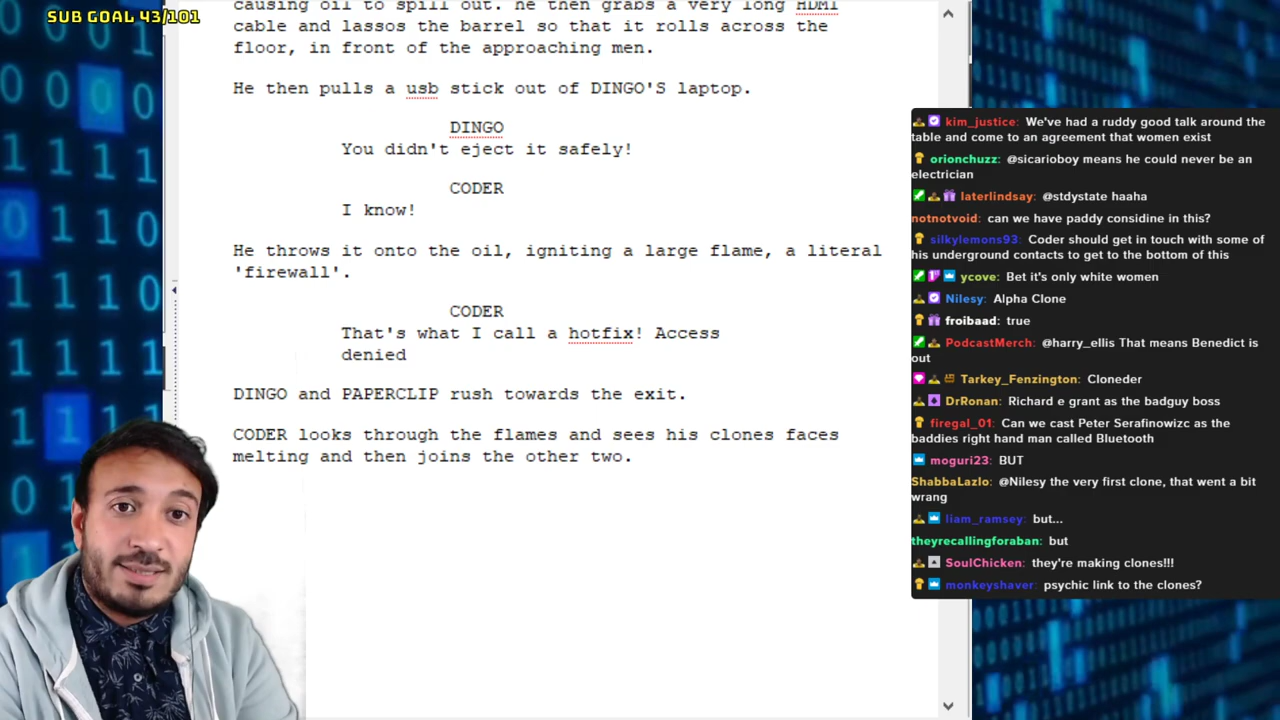 SUB GOAL 43/101
causing oil to spill out. He then grabs a very long HDMI
cable and lassos the barrel so that it rolls across the
floor, in front of the approaching men.
He then pulls a usb stick out of DINGO'S laptop.
DINGO
You didn't eject it safely!
CODER
I know!
He throws it onto the oil, igniting a large flame, a literal
'firewall'.
CODER
That's what I call a hotfix! Access
denied
DINGO and PAPERCLIP rush towards the exit.
CODER looks through the flames and sees his clones faces
melting and then joins the other two.
kim_justice: We've had a ruddy good talk around the
table and come to an agreement that women exist
orionchuzz: @sicarioboy means he could never be an
electrician
laterlindsay: @stdystate haaha
notnotvoid: can we have paddy considine in this?
silkylemons93: Coder should get in touch with some of
his underground contacts to get to the bottom of this
ycove: Bet it's only white women
Nilesy: Alpha Clone
froibaad: true
PodcastMerch: @harry_ellis That means Benedict is
out
Tarkey_Fenzington: Cloneder
DrRonan: Richard e grant as the badguy boss
firegal_01: Can we cast Peter Serafinowizc as the
baddies right hand man called Bluetooth
moguri23: BUT
ShabbaLazlo: @Nilesy the very first clone, that went a bit
wrang
liam_ramsey: but...
theyrecallingforaban: but
SoulChicken: they're making clones!!!
monkeyshaver: psychic link to the clones?